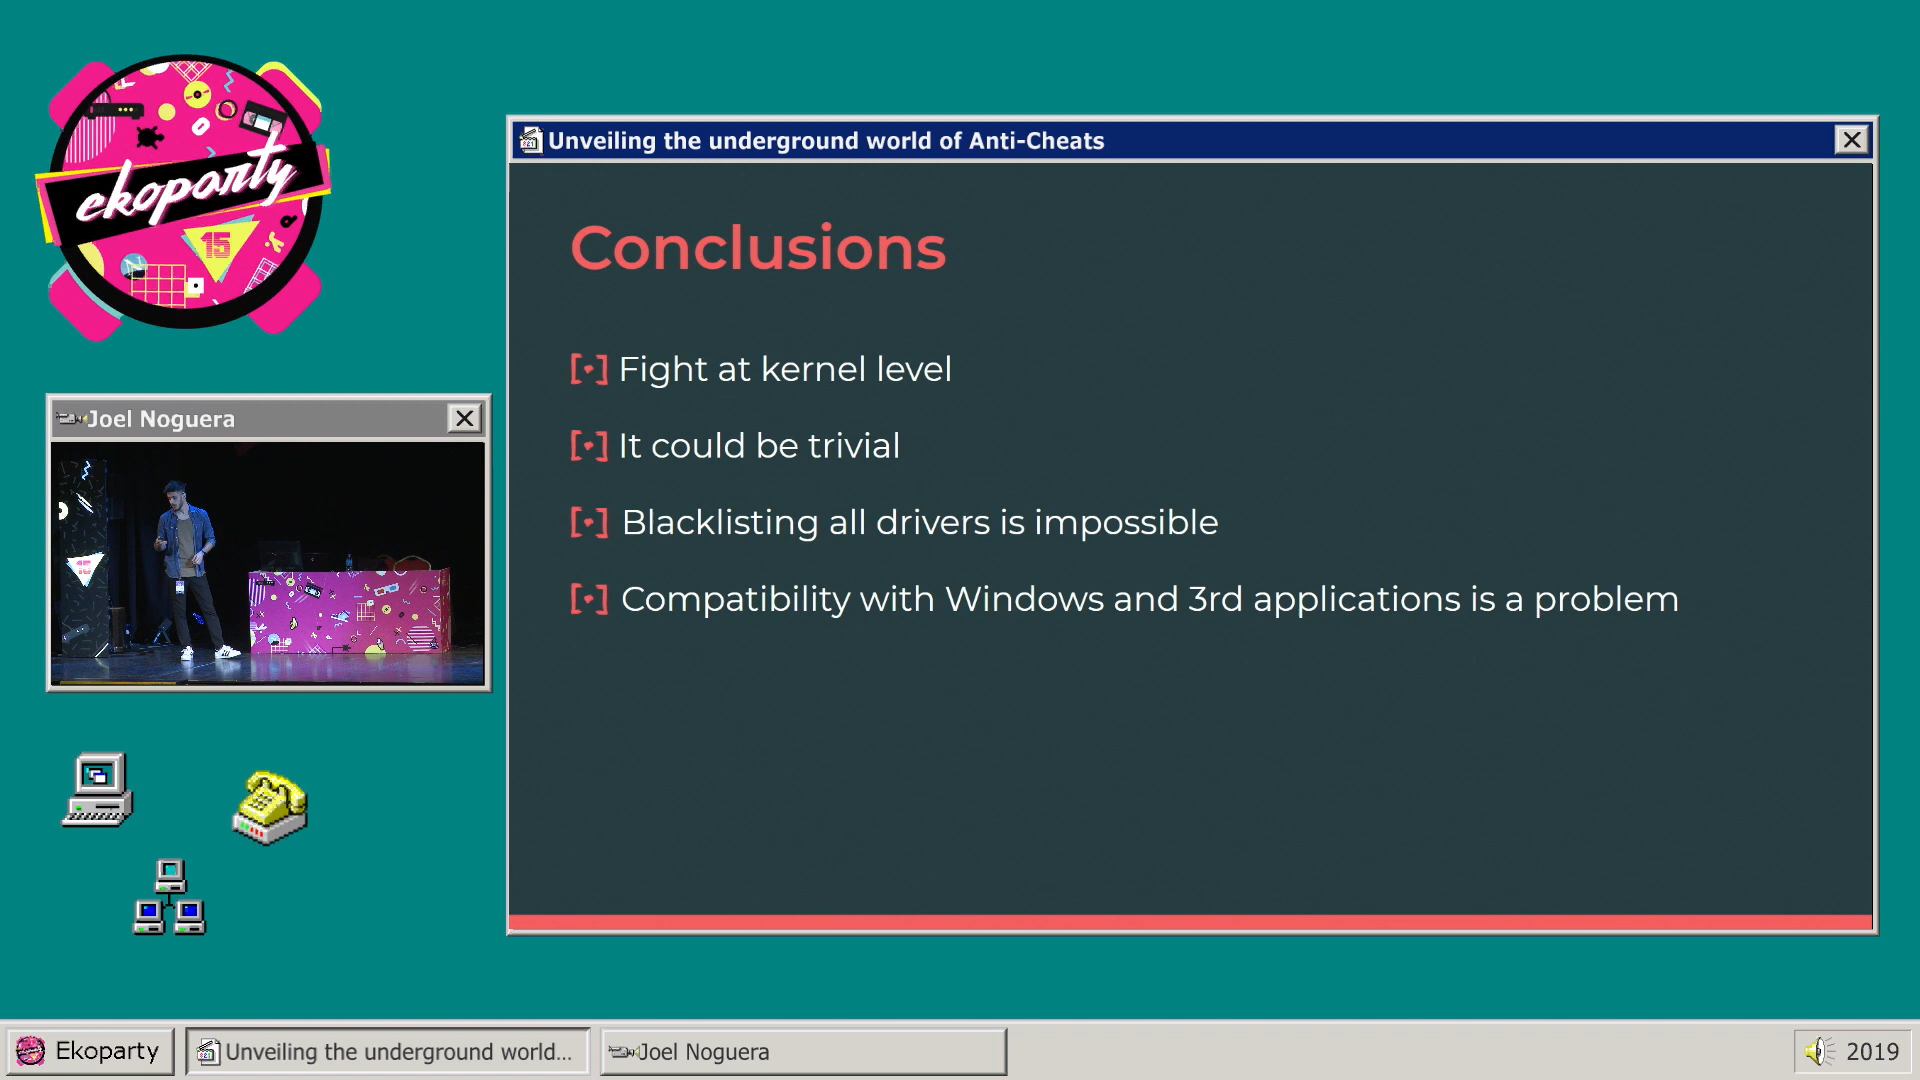 ekoparty
15
Unveiling the underground world of Anti-Cheats
Conclusions
[·] Fight at kernel level
[·] It could be trivial
[·] Blacklisting all drivers is impossible
[·] Compatibility with Windows and 3rd applications is a problem
Joel Noguera
15
Ekoparty
Unveiling the underground world...
Joel Noguera
2019